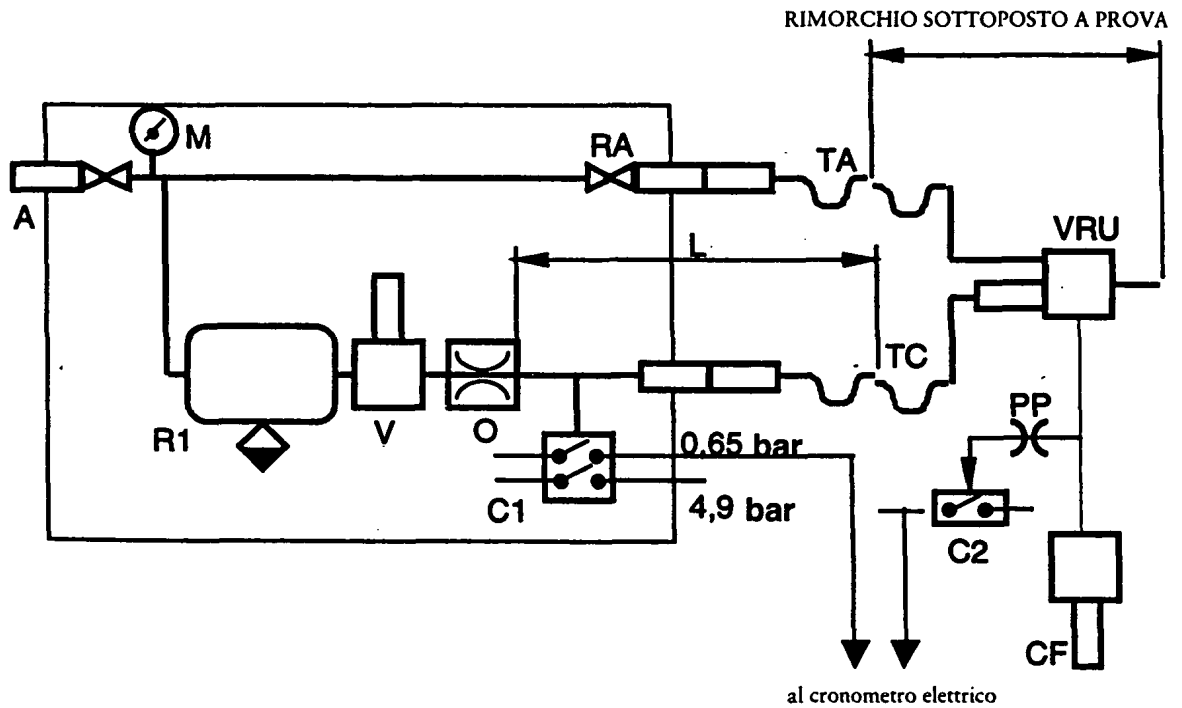 RIMORCHIO SOTTOPOSTO A PROVA
M
RA
TA
A
VRU
L
TC
R1
V
O
PP
0,65 bar
C1
4,9 bar
C2
CF
al cronometro elettrico